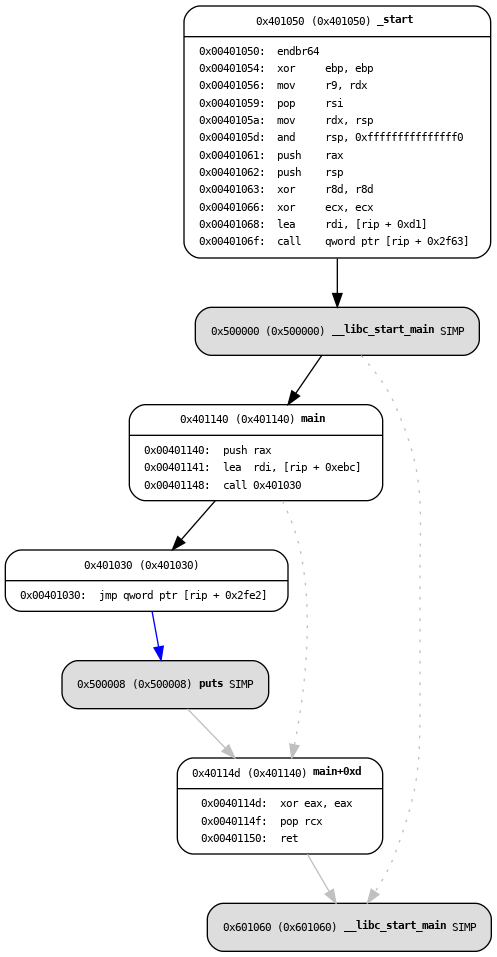 0x401050 (0x401050) _start
0x00401050: endbr64
0x00401054: xor ebp, ebp
0x00401056: mov r9, rdx
0x00401059: pop rsi
0x0040105a: mov rdx, rsp
0x0040105d: and rsp, 0xfffffffffffffff0
0x00401061: push rax
0x00401062: push rsp
0x00401063: xor r8d, r8d
0x00401066: xor ecx, ecx
0x00401068: lea rdi, [rip + 0xd1]
0x0040106f: call qword ptr [rip + 0x2f63]
0x500000 (0x500000) __libc_start_main SIMP
0x401140 (0x401140) main
0x00401140: push rax
0x00401141: lea rdi, [rip + 0xebc]
0x00401148: call 0x401030
0x401030 (0x401030)
0x00401030: jmp qword ptr [rip + 0x2fe2]
0x500008 (0x500008) puts SIMP
0x40114d (0x401140) main+0xd
0x0040114d: xor eax, eax
0x0040114f: pop rcx
0x00401150: ret
0x601060 (0x601060) __libc_start_main SIMP